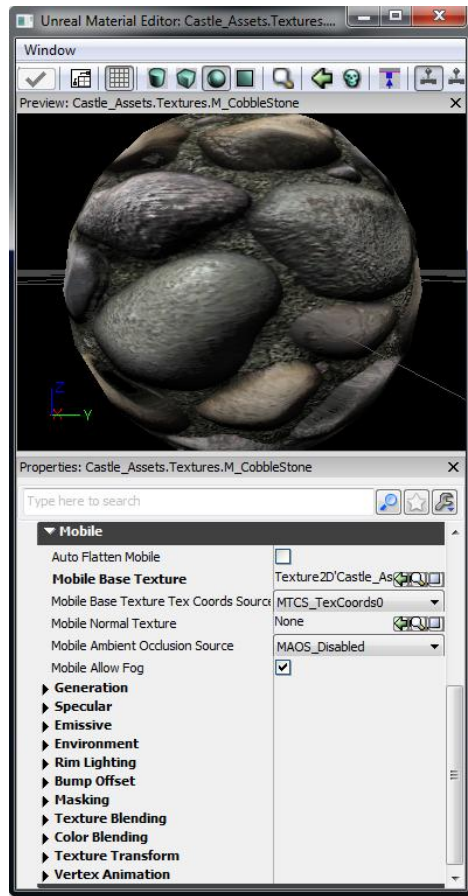 Unreal Material Editor: Castle_Assets.Textures....
Window
Preview: Castle_Assets.Textures.M_CobbleStone
Z
X Y
Properties: Castle_Assets.Textures.M_CobbleStone
Type here to search
Mobile
Auto Flatten Mobile
Mobile Base Texture Texture2D'Castle_As
Mobile Base Texture Tex Coords Source MTCS_TexCoords0
Mobile Normal Texture None
Mobile Ambient Occlusion Source MAOS_Disabled
Mobile Allow Fog
Generation
Specular
Emissive
Environment
Rim Lighting
Bump Offset
Masking
Texture Blending
Color Blending
Texture Transform
Vertex Animation